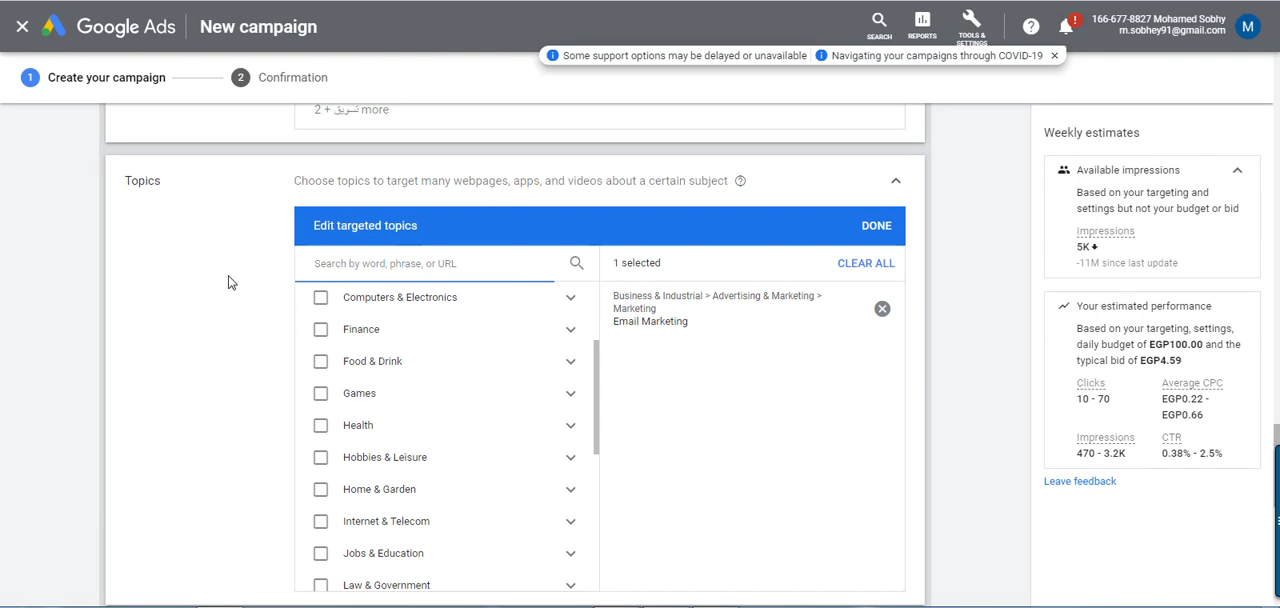 Google Ads
New campaign
SEARCH
REPORTS
TOOLS &
SETTINGS
!
166-677-8827 Mohamed Sobhy
m.sobhey91@gmail.com
M
Some support options may be delayed or unavailable
Navigating your campaigns through COVID-19
1 Create your campaign
2 Confirmation
2 + تسويق more
Topics
Choose topics to target many webpages, apps, and videos about a certain subject
Edit targeted topics
DONE
Search by word, phrase, or URL
1 selected
CLEAR ALL
Computers & Electronics
Finance
Food & Drink
Games
Health
Hobbies & Leisure
Home & Garden
Internet & Telecom
Jobs & Education
Law & Government
Business & Industrial > Advertising & Marketing >
Marketing
Email Marketing
Weekly estimates
Available impressions
Based on your targeting and
settings but not your budget or bid
Impressions
5K
-11M since last update
Your estimated performance
Based on your targeting, settings,
daily budget of EGP100.00 and the
typical bid of EGP4.59
Clicks
10 - 70
Average CPC
EGP0.22 -
EGP0.66
Impressions
470 - 3.2K
CTR
0.38% - 2.5%
Leave feedback